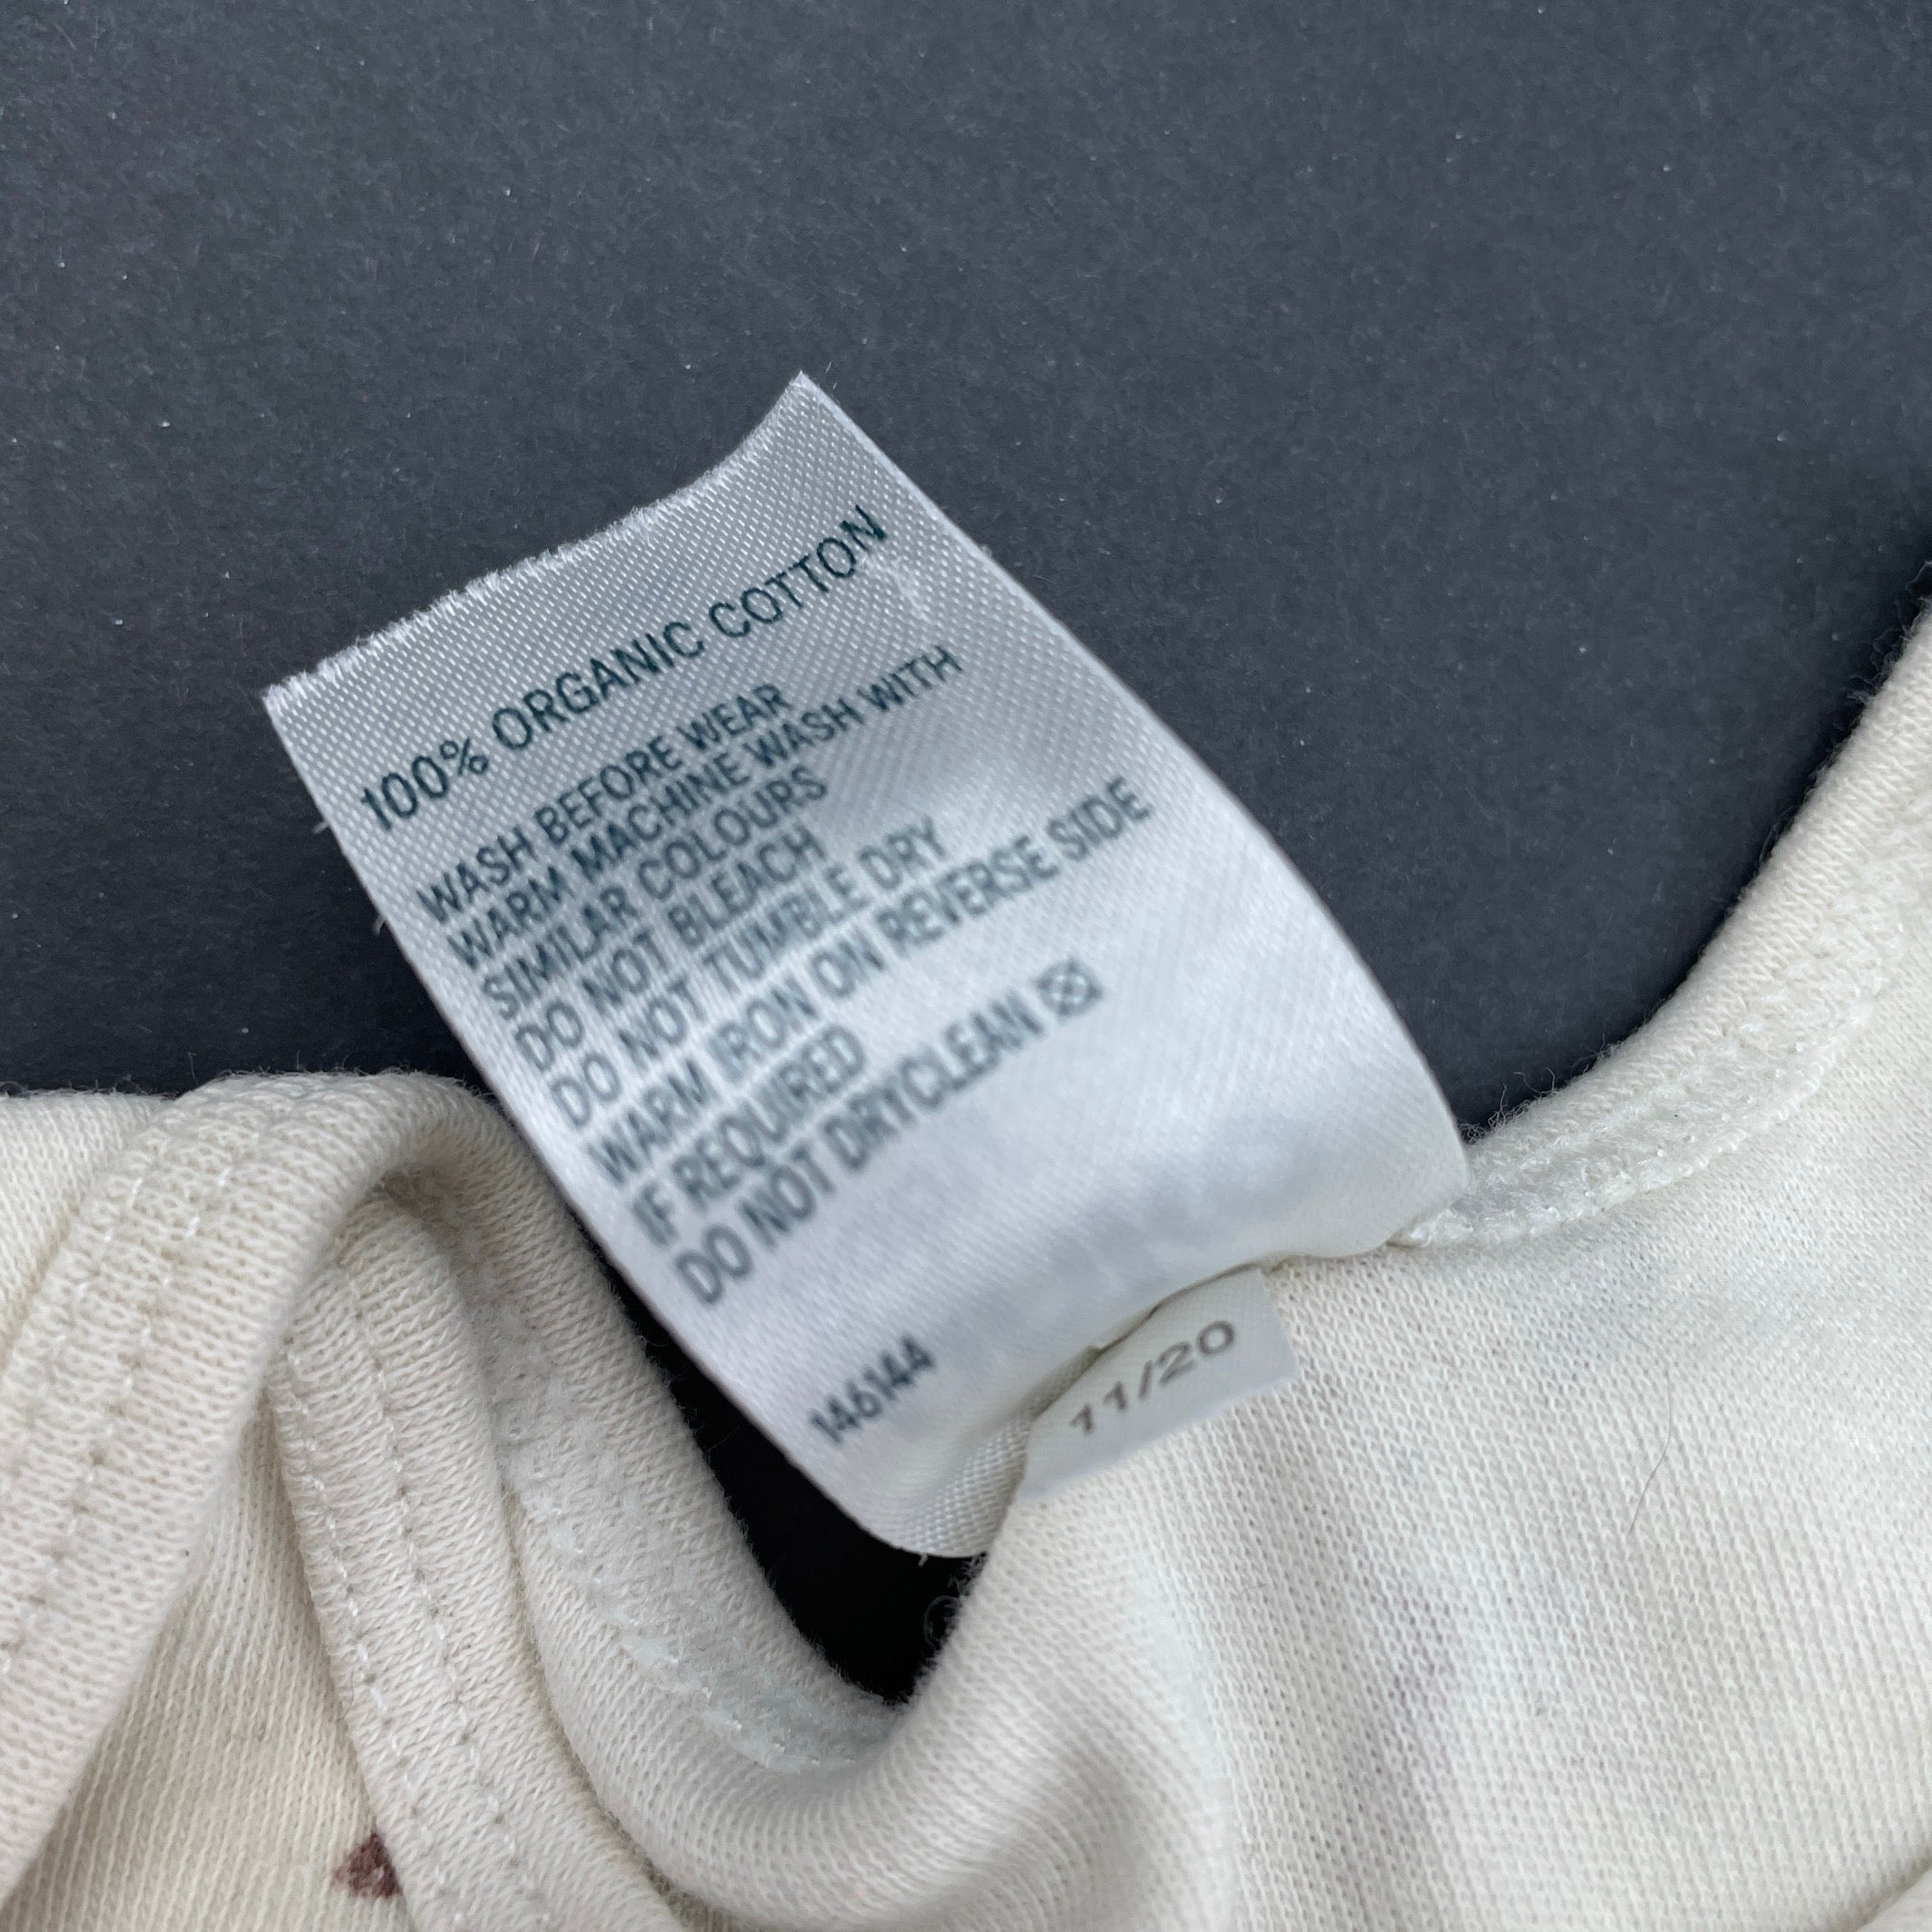 100% ORGANIC COTTON
WASH BEFORE WEAR
WARM MACHINE WASH WITH
SIMILAR COLOURS
DO NOT BLEACH
DO NOT TUMBLE DRY
WARM IRON ON REVERSE SIDE
IF REQUIRED
DO NOT DRYCLEAN
146144
11/20